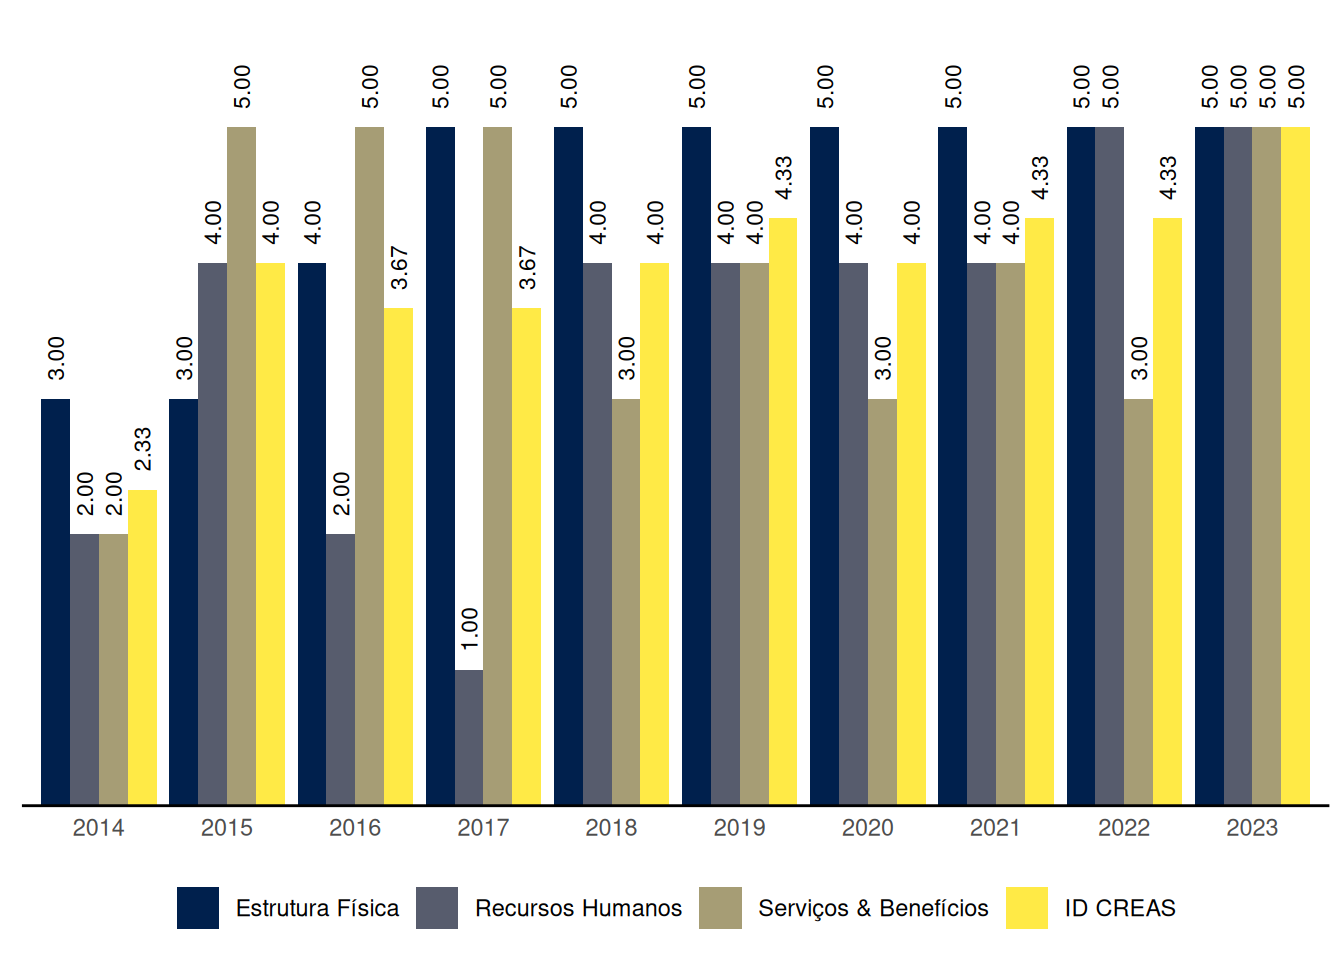 5.00 5.00 5.00 5.00 5.00 5.00 5.00 5.00 5.00 5.00 5.00 5.00 5.00 5.00
4.33 4.33 4.33
4.00 4.00 4.00 4.00 4.00 4.00 4.00 4.00 4.00 4.00 4.00
3.67 3.67
3.00 3.00 3.00 3.00 3.00
2.33
2.00 2.00 2.00
1.00
2014 2015 2016 2017 2018 2019 2020 2021 2022 2023
Estrutura Física Recursos Humanos Serviços & Benefícios ID CREAS